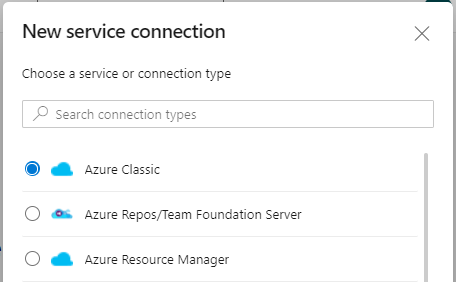 New service connection
Choose a service or connection type
Search connection types
Azure Classic
Azure Repos/Team Foundation Server
Azure Resource Manager